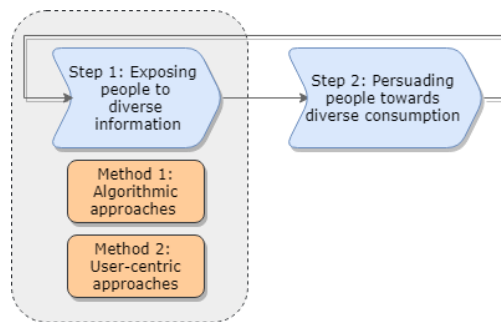 Step 1: Exposing
people to
diverse
information
Step 2: Persuading
people towards
diverse consumption
Method 1:
Algorithmic
approaches
Method 2:
User-centric
approaches